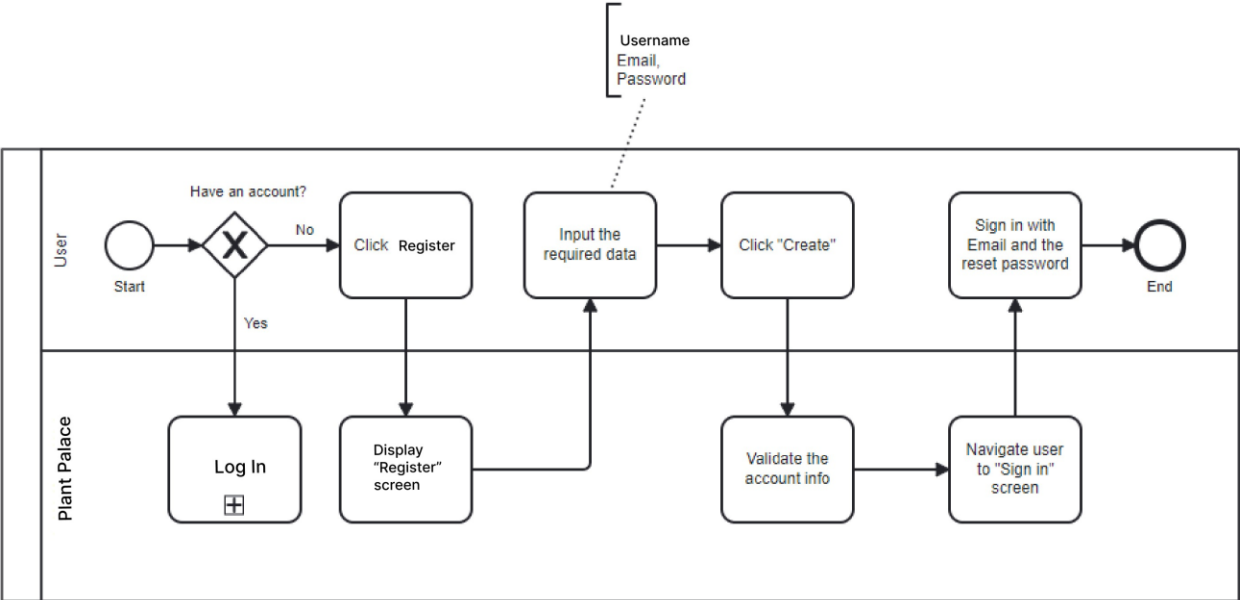 Username
Email,
Password
User
Start
Have an account?
No
Yes
Click Register
Input the
required data
Click "Create"
Sign in with
Email and the
reset password
End
Plant Palace
Log In
Display
"Register"
screen
Validate the
account info
Navigate user
to "Sign in"
screen